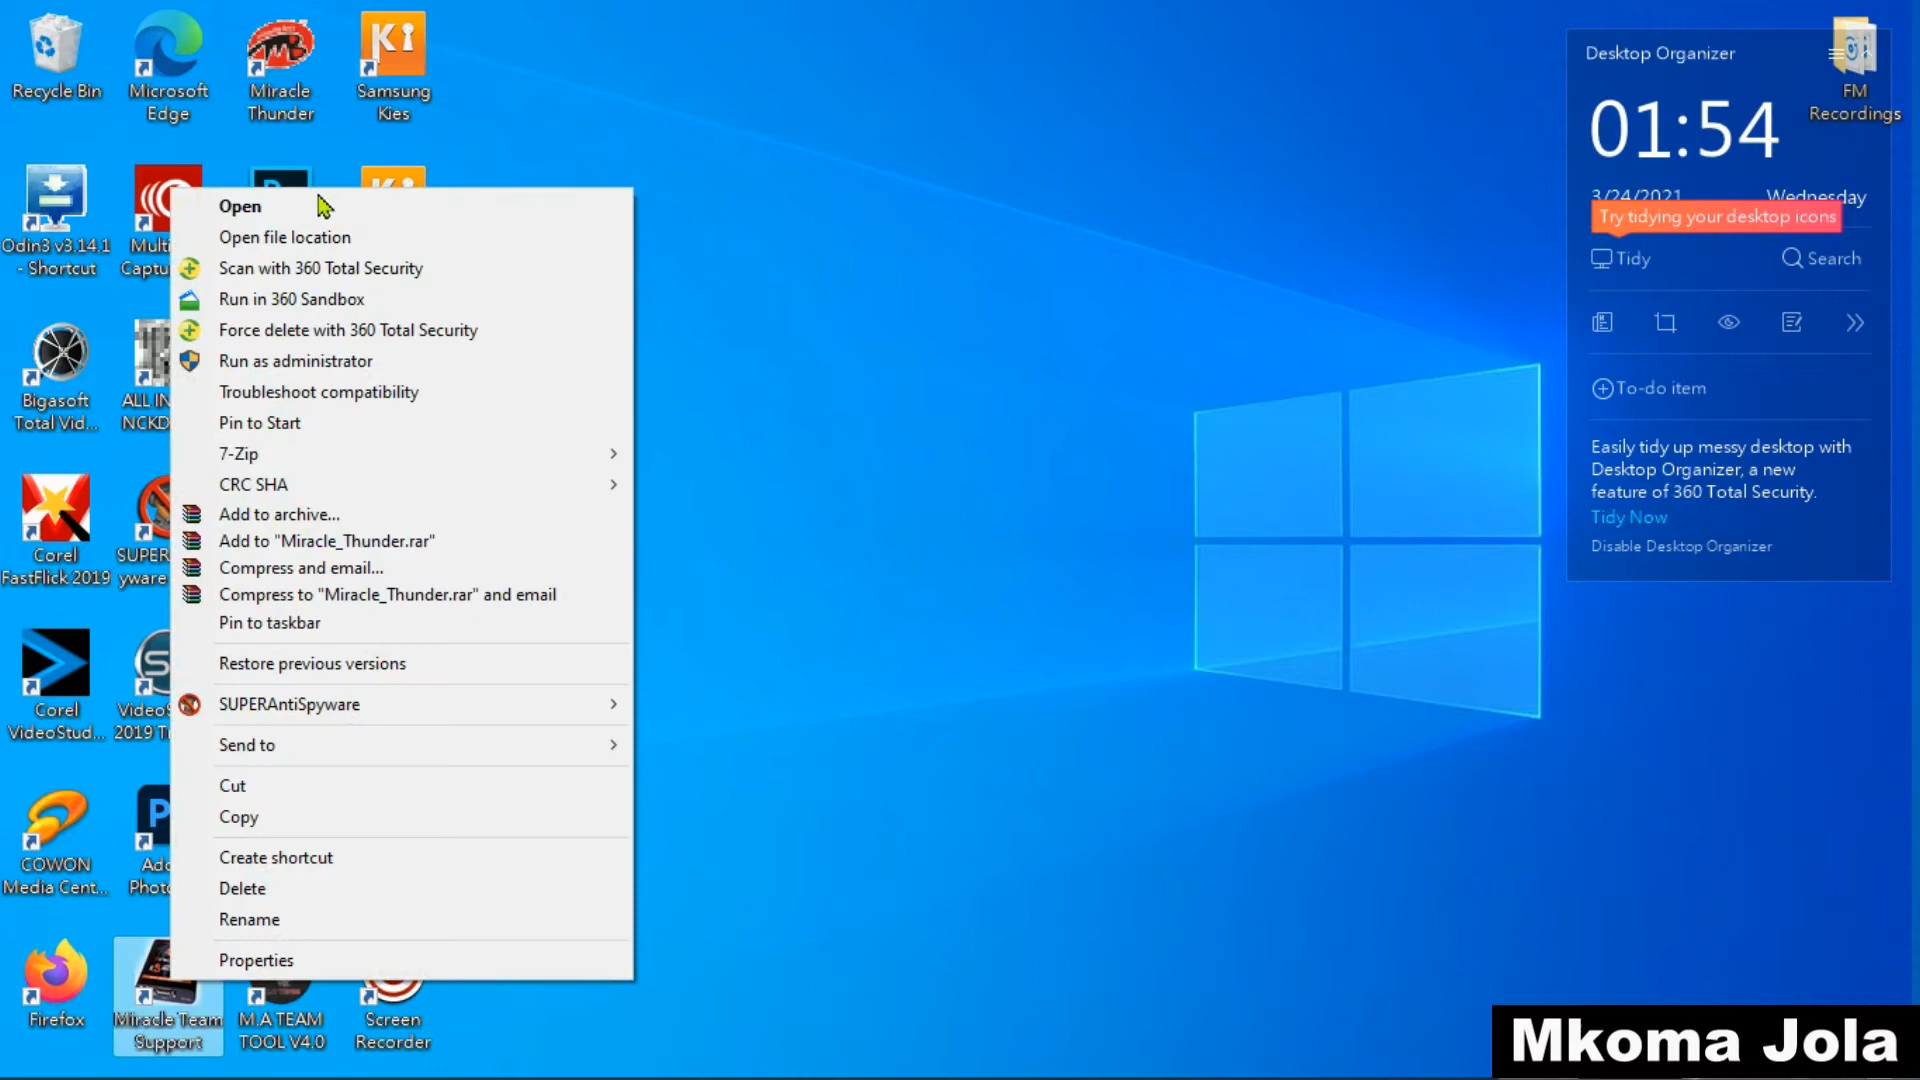 Recycle Bin
Microsoft
Edge
Miracle
Thunder
Samsung
Kies
Odin3 v3.14.1
- Shortcut
Multi
Captu
Bigasoft
Total Vid...
ALL IN
NCKD
Corel
FastFlick 2019
SUPER
yware
Corel
VideoStud...
Video
2019 T
COWON
Media Cent...
Ado
Photo
Firefox
Miracle Team
Support
M.A TEAM
TOOL V4.0
Screen
Recorder
Open
Open file location
Scan with 360 Total Security
Run in 360 Sandbox
Force delete with 360 Total Security
Run as administrator
Troubleshoot compatibility
Pin to Start
7-Zip
CRC SHA
Add to archive...
Add to "Miracle_Thunder.rar"
Compress and email...
Compress to "Miracle_Thunder.rar" and email
Pin to taskbar
Restore previous versions
SUPERAntiSpyware
Send to
Cut
Copy
Create shortcut
Delete
Rename
Properties
Desktop Organizer
01:54
3/24/2021 Wednesday
Try tidying your desktop icons
Tidy Search
To-do item
Easily tidy up messy desktop with
Desktop Organizer, a new
feature of 360 Total Security.
Tidy Now
Disable Desktop Organizer
FM
Recordings
Mkoma Jola